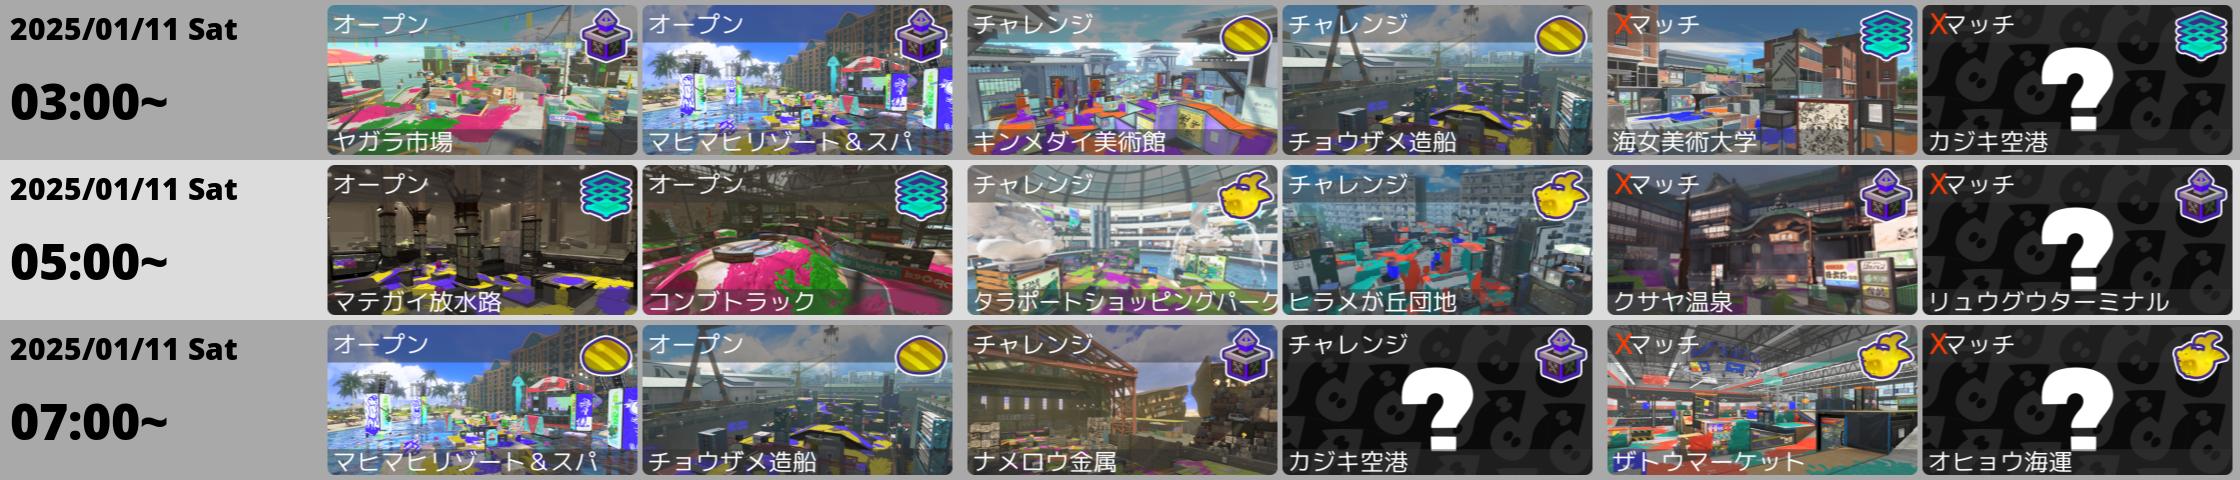 2025/01/11 Sat
03:00~
オープン
ヤガラ市場
オープン
マヒマヒリゾート＆スパ
チャレンジ
キンメダイ美術館
チャレンジ
チョウザメ造船
Xマッチ
海女美術大学
Xマッチ
?
カジキ空港
2025/01/11 Sat
05:00~
オープン
マテガイ放水路
オープン
コンブトラック
チャレンジ
タラポートショッピングパーク
チャレンジ
ヒラメが丘団地
Xマッチ
クサヤ温泉
Xマッチ
?
リュウグウターミナル
2025/01/11 Sat
07:00~
オープン
マヒマヒリゾート＆スパ
オープン
チョウザメ造船
チャレンジ
ナメロウ金属
チャレンジ
?
カジキ空港
Xマッチ
ザトウマーケット
Xマッチ
?
オヒョウ海運